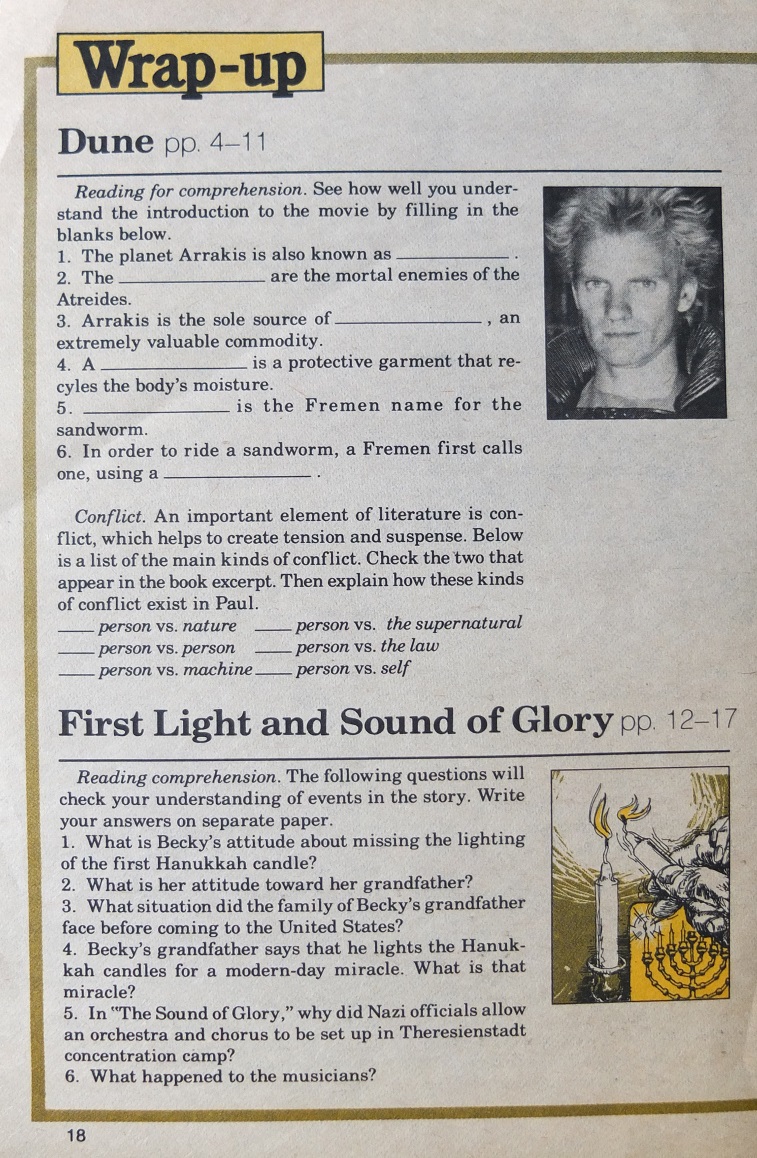 Wrap-up
Dune pp. 4–11
Reading for comprehension. See how well you under-
stand the introduction to the movie by filling in the
blanks below.
1. The planet Arrakis is also known as __________ .
2. The __________ are the mortal enemies of the
Atreides.
3. Arrakis is the sole source of __________ , an
extremely valuable commodity.
4. A __________ is a protective garment that re-
cycles the body's moisture.
5. __________ is the Fremen name for the
sandworm.
6. In order to ride a sandworm, a Fremen first calls
one, using a __________ .
Conflict. An important element of literature is con-
flict, which helps to create tension and suspense. Below
is a list of the main kinds of conflict. Check the two that
appear in the book excerpt. Then explain how these kinds
of conflict exist in Paul.
___ person vs. nature ___ person vs. the supernatural
___ person vs. person ___ person vs. the law
___ person vs. machine ___ person vs. self
First Light and Sound of Glory pp. 12–17
Reading comprehension. The following questions will
check your understanding of events in the story. Write
your answers on separate paper.
1. What is Becky's attitude about missing the lighting
of the first Hanukkah candle?
2. What is her attitude toward her grandfather?
3. What situation did the family of Becky's grandfather
face before coming to the United States?
4. Becky's grandfather says that he lights the Hanuk-
kah candles for a modern-day miracle. What is that
miracle?
5. In "The Sound of Glory," why did Nazi officials allow
an orchestra and chorus to be set up in Theresienstadt
concentration camp?
6. What happened to the musicians?
18